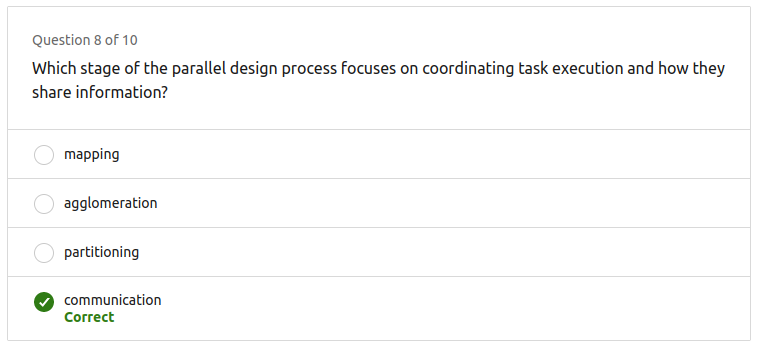 Question 8 of 10
Which stage of the parallel design process focuses on coordinating task execution and how they
share information?
mapping
agglomeration
partitioning
communication
Correct